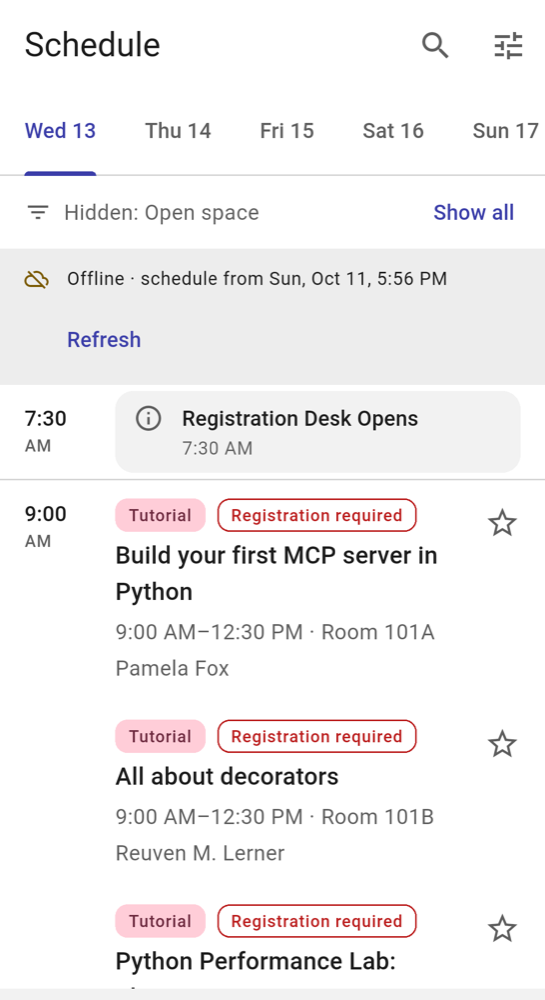 Schedule
Wed 13
Thu 14
Fri 15
Sat 16
Sun 17
Hidden: Open space
Show all
Offline · schedule from Sun, Oct 11, 5:56 PM
Refresh
7:30
AM
Registration Desk Opens
7:30 AM
9:00
AM
Tutorial
Registration required
Build your first MCP server in
Python
9:00 AM–12:30 PM · Room 101A
Pamela Fox
Tutorial
Registration required
All about decorators
9:00 AM–12:30 PM · Room 101B
Reuven M. Lerner
Tutorial
Registration required
Python Performance Lab: